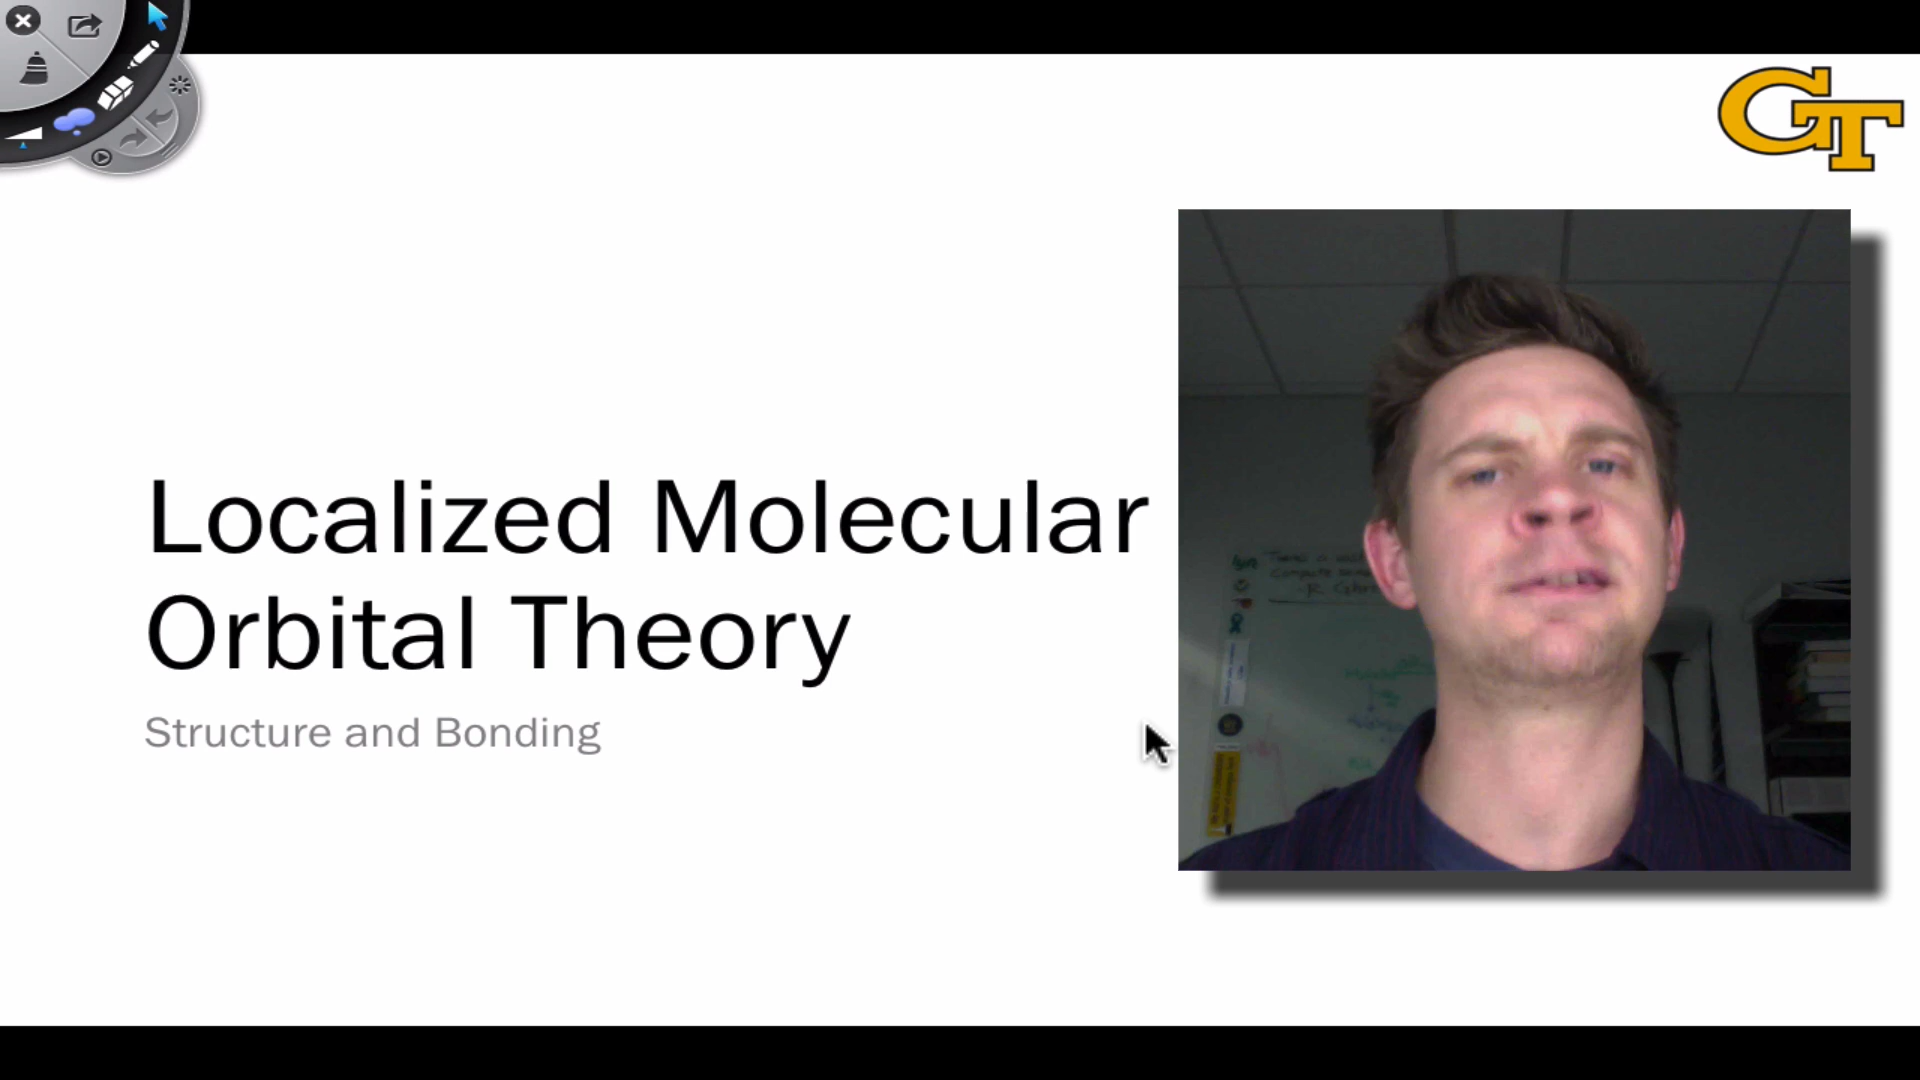 GT
Localized Molecular
Orbital Theory
Structure and Bonding